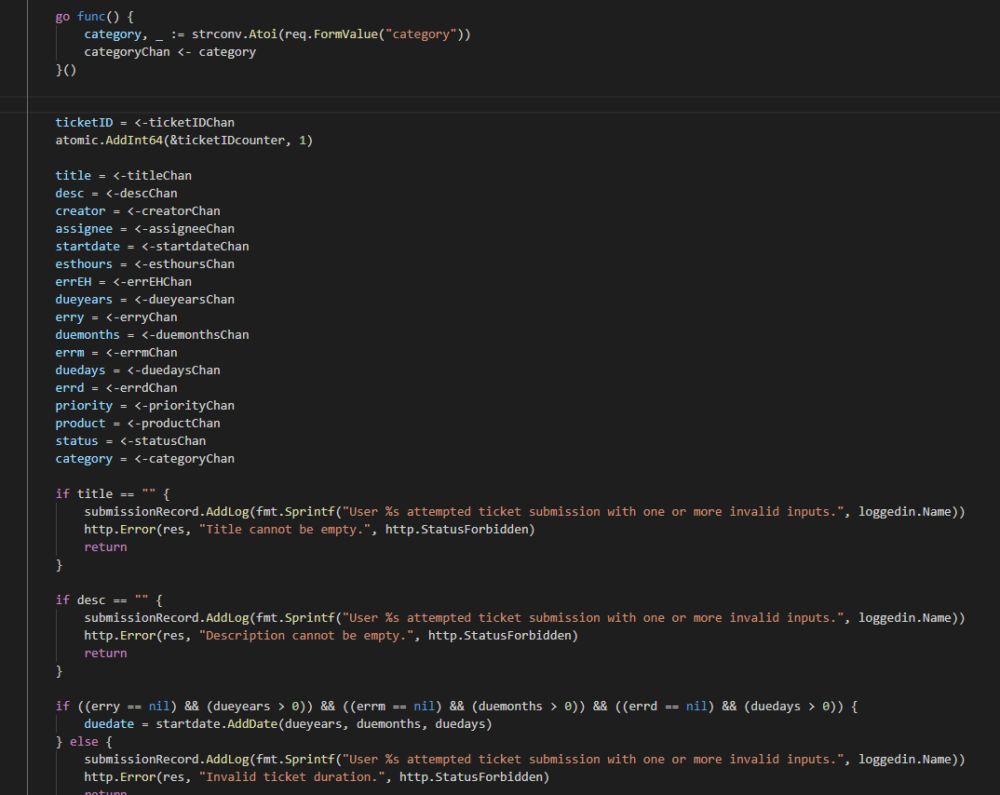 go func() {
category, _ := strconv.Atoi(req.FormValue("category"))
categoryChan <- category
}()
ticketID = <-ticketIDChan
atomic.AddInt64(&ticketIDcounter, 1)
title = <-titleChan
desc = <-descChan
creator = <-creatorChan
assignee = <-assigneeChan
startdate = <-startdateChan
esthours = <-esthoursChan
errEH = <-errEHChan
dueyears = <-dueyearsChan
erry = <-erryChan
duemonths = <-duemonthsChan
errm = <-errmChan
duedays = <-duedaysChan
errd = <-errdChan
priority = <-priorityChan
product = <-productChan
status = <-statusChan
category = <-categoryChan
if title == "" {
submissionRecord.AddLog(fmt.Sprintf("User %s attempted ticket submission with one or more invalid inputs.", loggedin.Name))
http.Error(res, "Title cannot be empty.", http.StatusForbidden)
return
}
if desc == "" {
submissionRecord.AddLog(fmt.Sprintf("User %s attempted ticket submission with one or more invalid inputs.", loggedin.Name))
http.Error(res, "Description cannot be empty.", http.StatusForbidden)
return
}
if ((erry == nil) && (dueyears > 0)) && ((errm == nil) && (duemonths > 0)) && ((errd == nil) && (duedays > 0)) {
duedate = startdate.AddDate(dueyears, duemonths, duedays)
} else {
submissionRecord.AddLog(fmt.Sprintf("User %s attempted ticket submission with one or more invalid inputs.", loggedin.Name))
http.Error(res, "Invalid ticket duration.", http.StatusForbidden)
return